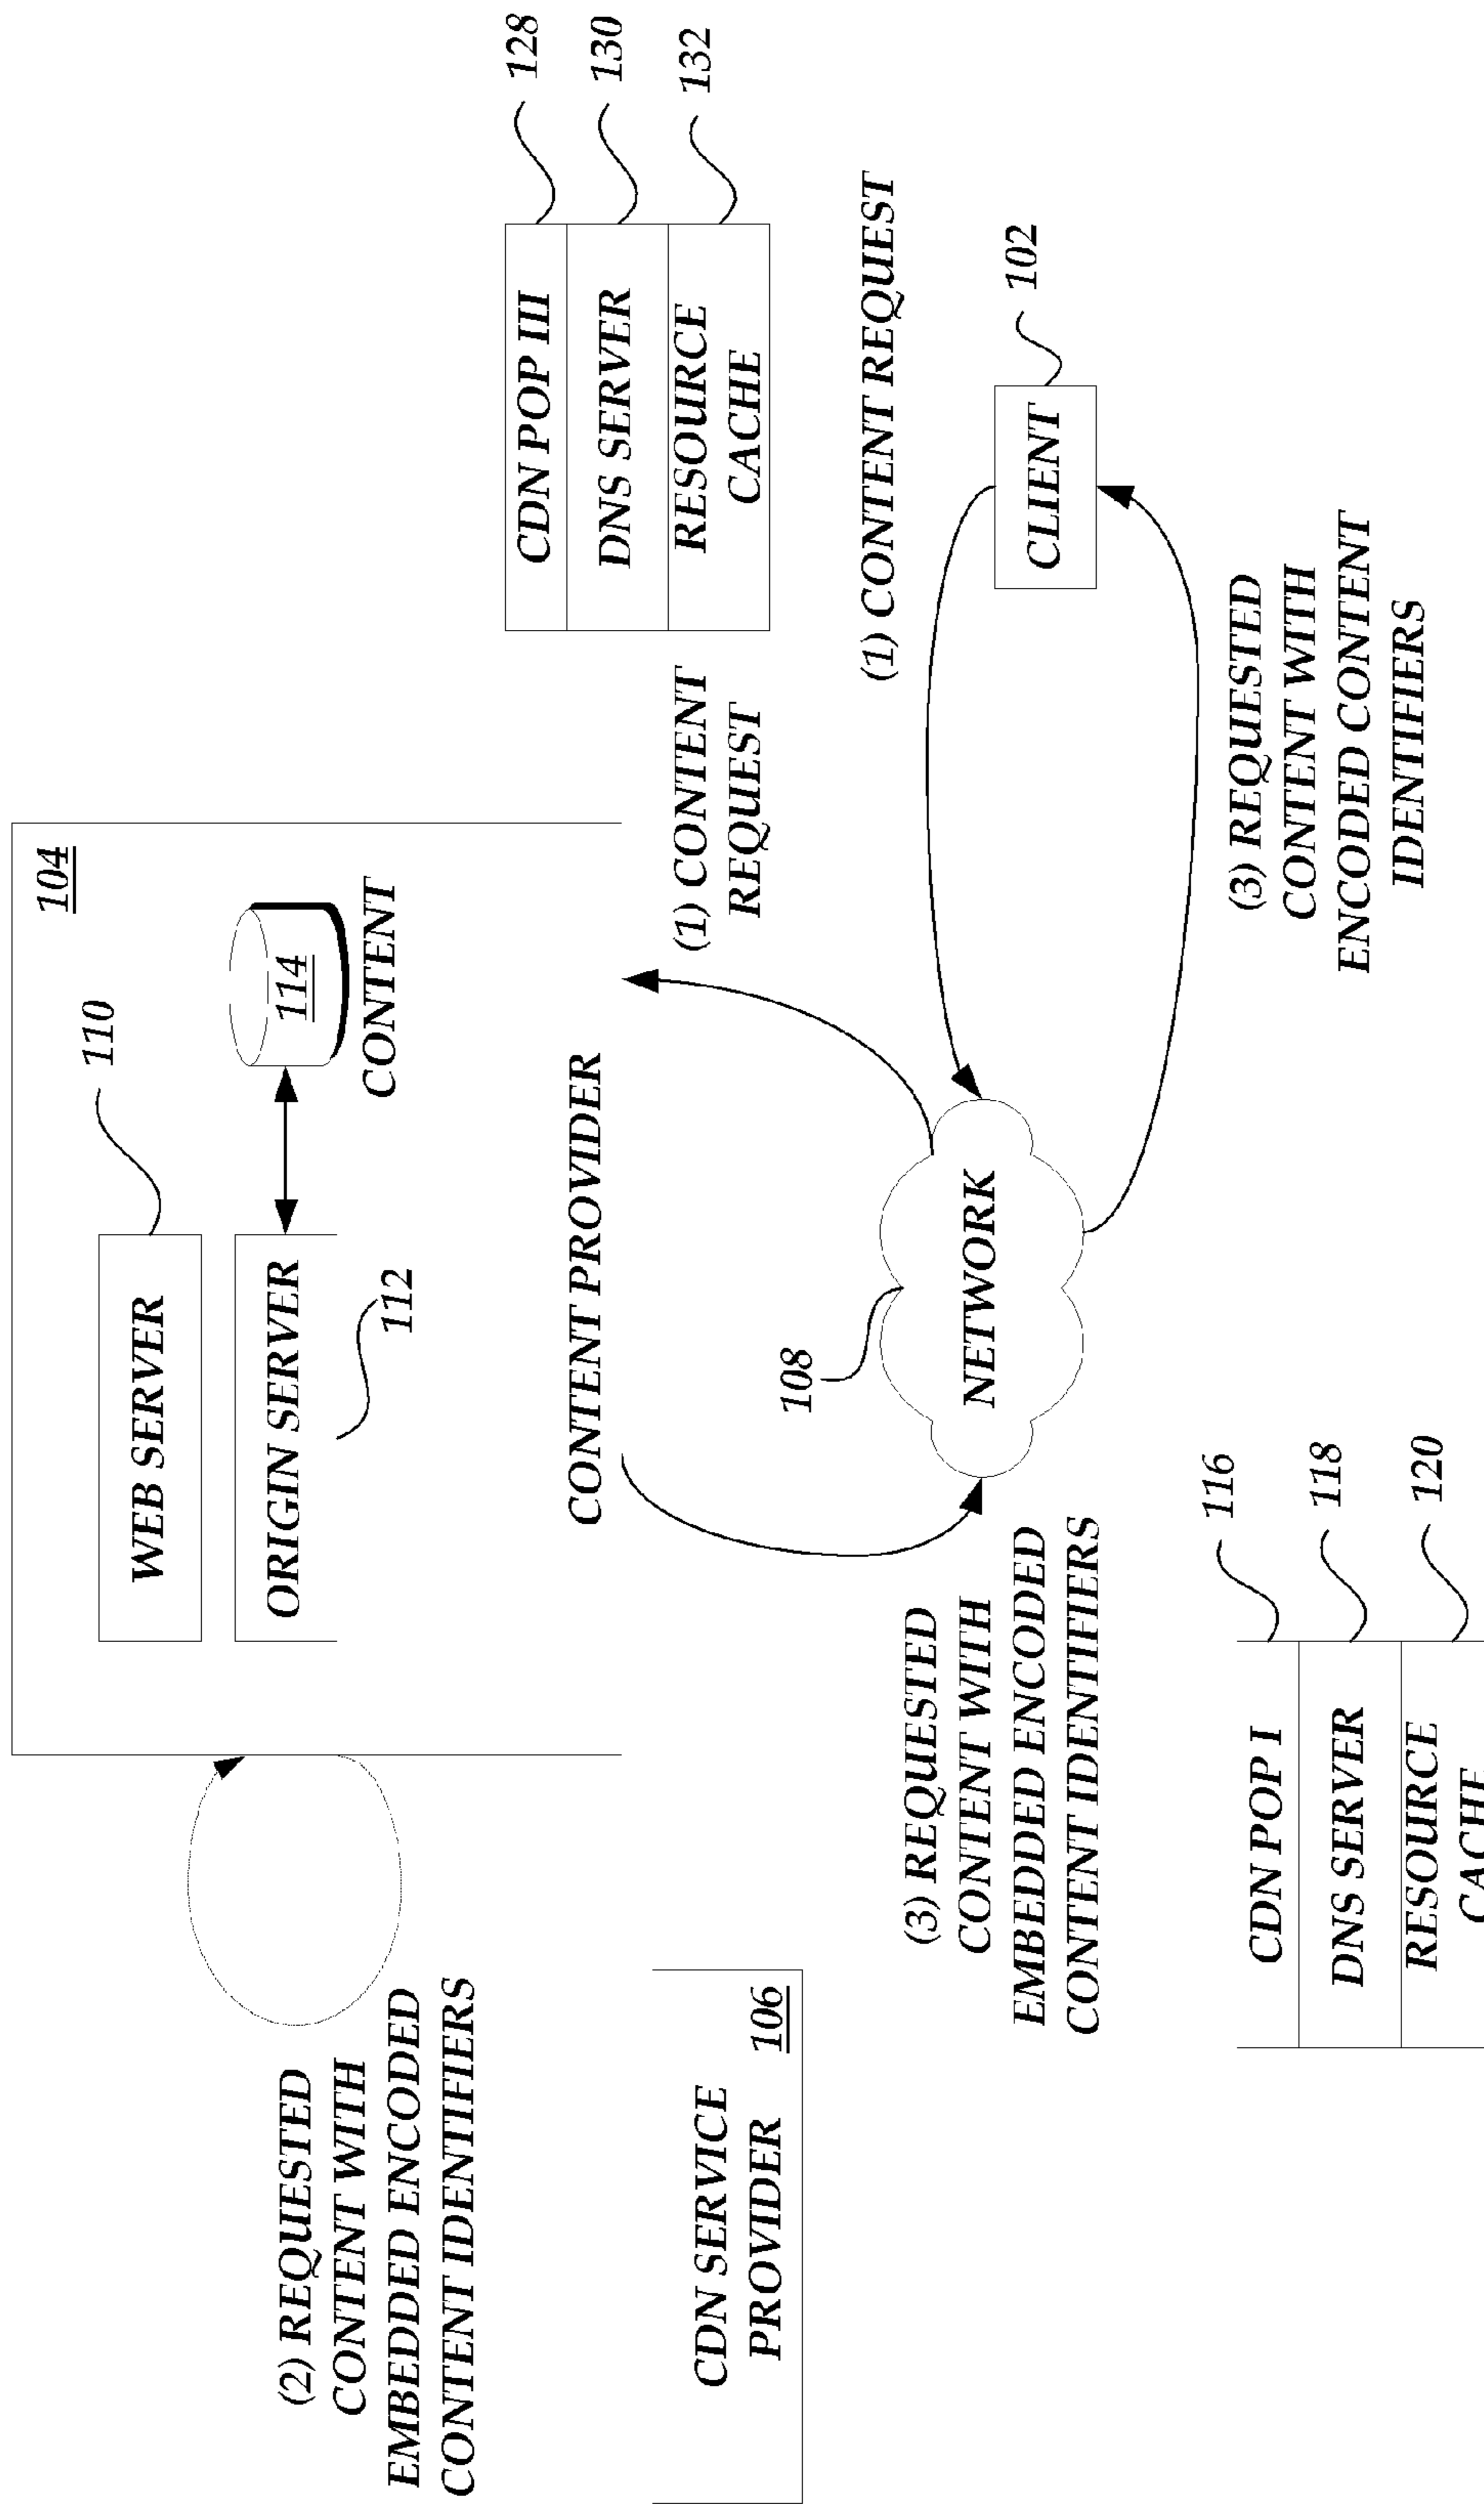 104
110
WEB SERVER
114
ORIGIN SERVER
CONTENT
112
CONTENT PROVIDER
(2) REQUESTED
CONTENT WITH
EMBEDDED ENCODED
CONTENT IDENTIFIERS
CDN SERVICE
PROVIDER
106
128
CDN POP III
130
DNS SERVER
132
RESOURCE
CACHE
(1) CONTENT
REQUEST
(1) CONTENT REQUEST
102
CLIENT
108
NETWORK
(3) REQUESTED
CONTENT WITH
EMBEDDED ENCODED
CONTENT IDENTIFIERS
(3) REQUESTED
CONTENT WITH
ENCODED CONTENT
IDENTIFIERS
116
CDN POP I
118
DNS SERVER
120
RESOURCE
CACHE